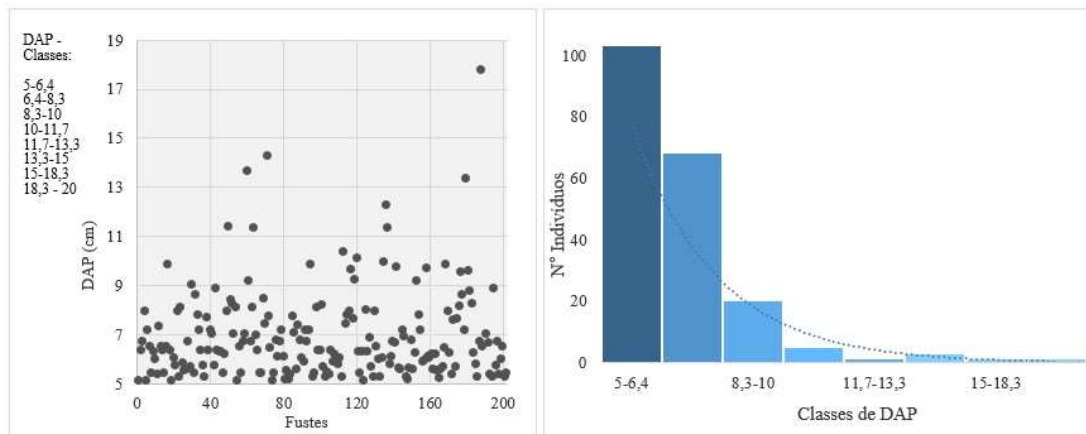 DAP -
Classes:
5-6,4
6,4-8,3
8,3-10
10-11,7
11,7-13,3
13,3-15
15-18,3
18,3 - 20
19
17
15
13
11
9
7
5
DAP (cm)
0 40 80 120 160 200
Fustes
100
80
60
40
20
0
N° Indivíduos
5-6,4 8,3-10 11,7-13,3 15-18,3
Classes de DAP